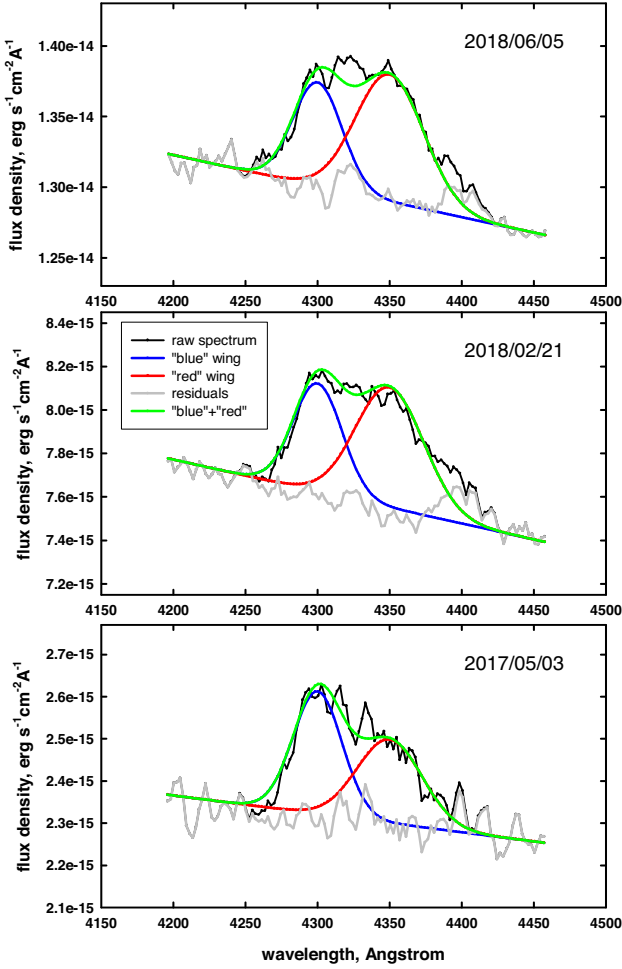 2018/06/05
1.40e-14
1.35e-14
1.30e-14
1.25e-14
flux density, erg s-1cm-2A-1
4150 4200 4250 4300 4350 4400 4450 4500
2018/02/21
8.4e-15
8.2e-15
8.0e-15
7.8e-15
7.6e-15
7.4e-15
7.2e-15
flux density, erg s-1cm-2A-1
raw spectrum
"blue" wing
"red" wing
residuals
"blue"+"red"
4150 4200 4250 4300 4350 4400 4450 4500
2017/05/03
2.7e-15
2.6e-15
2.5e-15
2.4e-15
2.3e-15
2.2e-15
2.1e-15
flux density, erg s-1cm-2A-1
4150 4200 4250 4300 4350 4400 4450 4500
wavelength, Angstrom